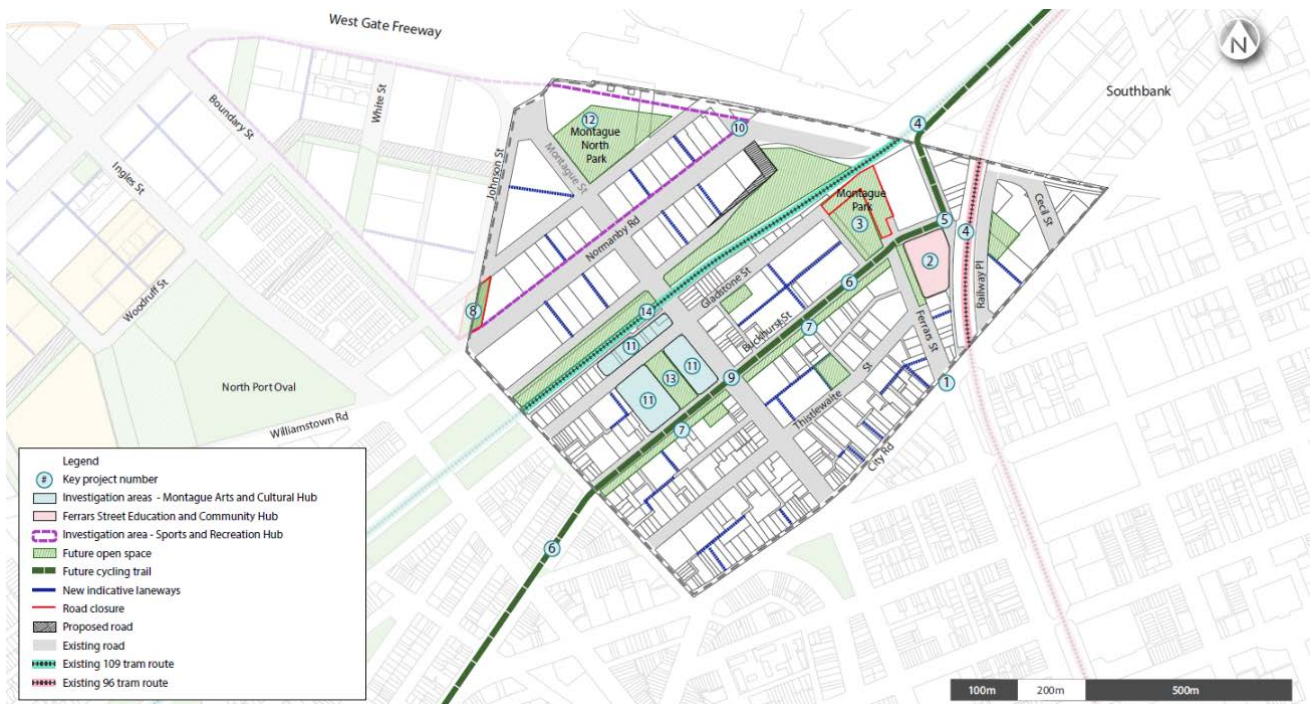 West Gate Freeway
N
Southbank
Boundary St
White St
Ingles St
Woodruff St
Johnson St
Montague St
12
Montague
North
Park
10
4
Normanby Rd
Montague
Park
3
5
4
2
Cecil St
Railway Pl
Gladstone St
6
8
14
11
Buckhurst St
7
Ferrars St
11
13
9
11
7
Thistlewaite St
1
City Rd
North Port Oval
Williamstown Rd
6
Legend
# Key project number
Investigation areas - Montague Arts and Cultural Hub
Ferrars Street Education and Community Hub
Investigation area - Sports and Recreation Hub
Future open space
Future cycling trail
New indicative laneways
Road closure
Proposed road
Existing road
Existing 109 tram route
Existing 96 tram route
100m 200m 500m